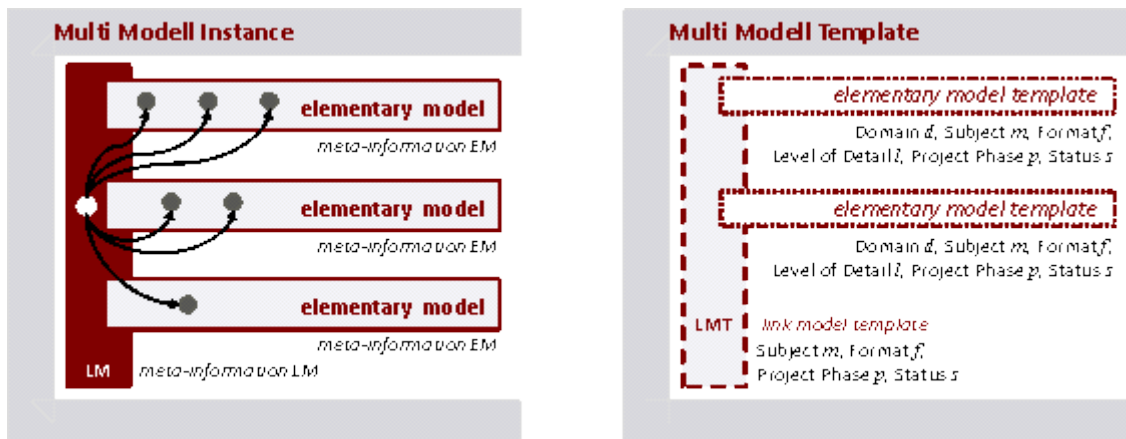 Multi Modell Instance
elementary model
meta-information EM
elementary model
meta-information EM
elementary model
meta-information EM
LM
meta-information LM
Multi Modell Template
elementary model template
Domain d, Subject m, Format f,
Level of Detail l, Project Phase p, Status s
elementary model template
Domain d, Subject m, Format f,
Level of Detail l, Project Phase p, Status s
LMT
link model template
Subject m, Format f,
Project Phase p, Status s